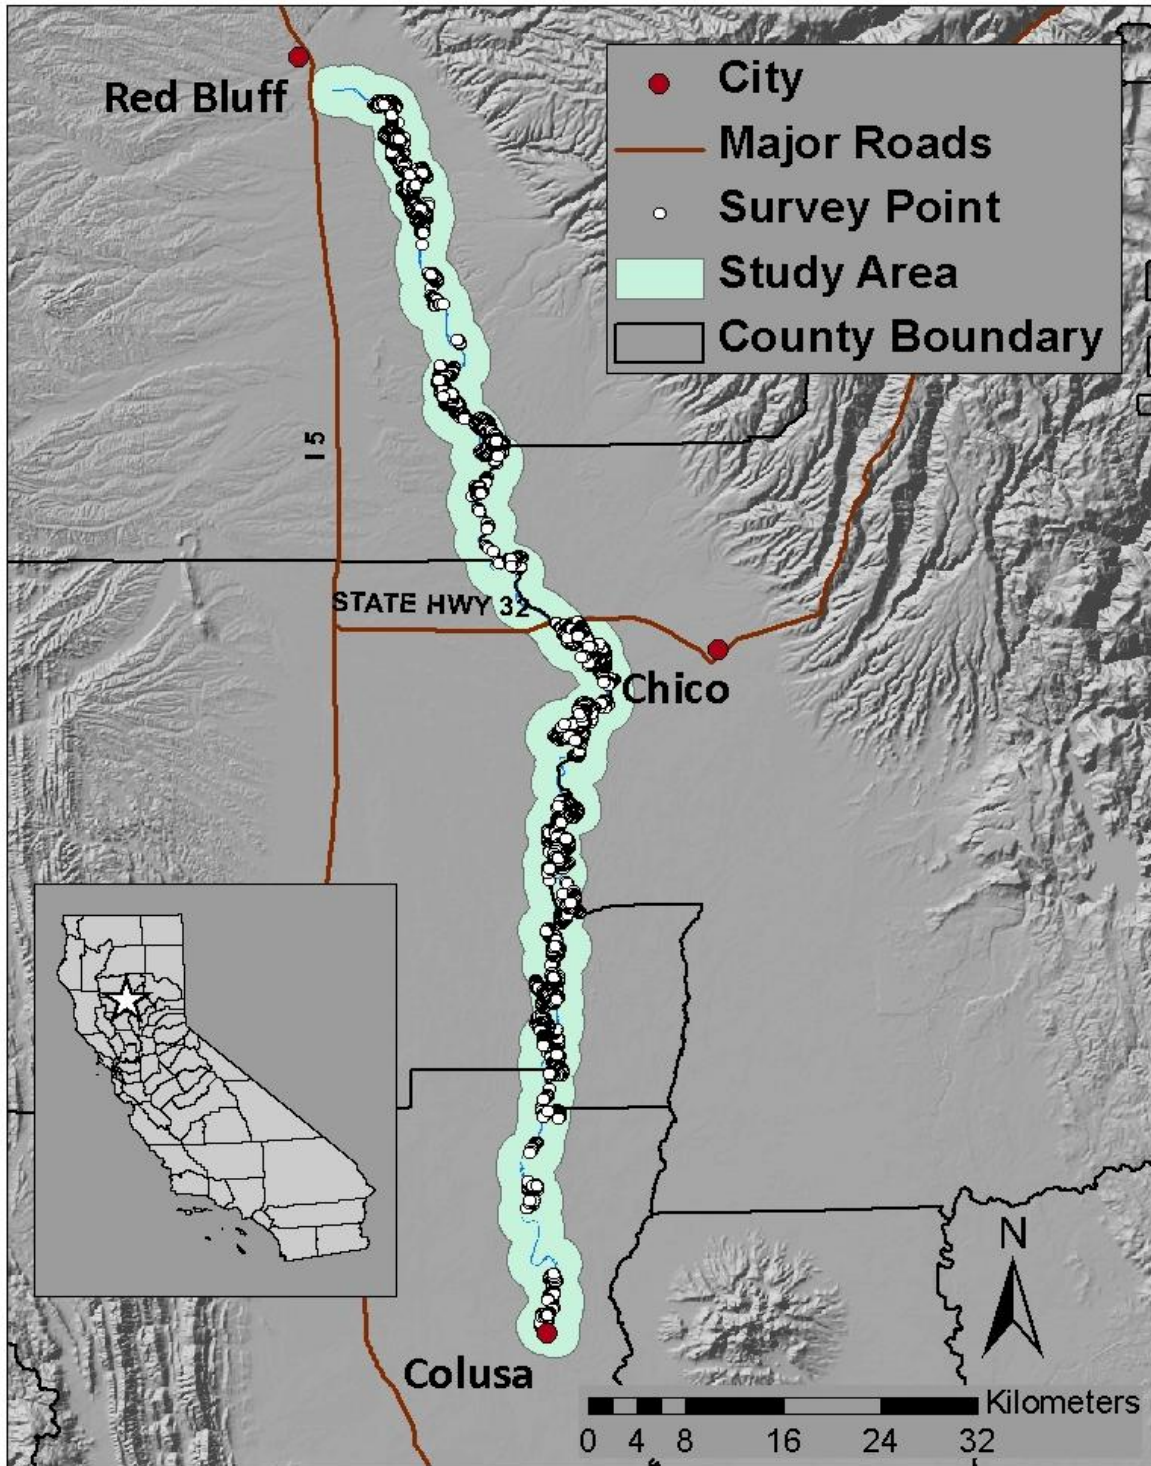 Red Bluff
City
Major Roads
Survey Point
Study Area
County Boundary
I 5
STATE HWY 32
Chico
N
Colusa
Kilometers
0 4 8 16 24 32